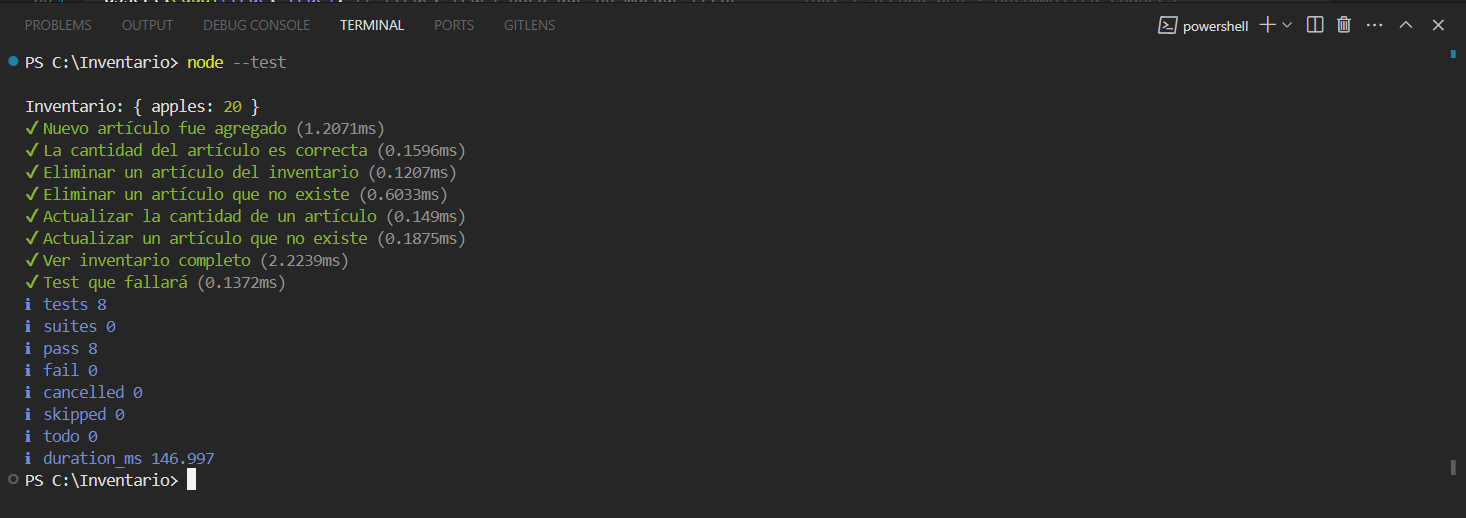 PROBLEMS OUTPUT DEBUG CONSOLE TERMINAL PORTS GITLENS powershell
PS C:\Inventario> node --test
Inventario: { apples: 20 }
✔ Nuevo artículo fue agregado (1.2071ms)
✔ La cantidad del artículo es correcta (0.1596ms)
✔ Eliminar un artículo del inventario (0.1207ms)
✔ Eliminar un artículo que no existe (0.6033ms)
✔ Actualizar la cantidad de un artículo (0.149ms)
✔ Actualizar un artículo que no existe (0.1875ms)
✔ Ver inventario completo (2.2239ms)
✔ Test que fallará (0.1372ms)
ℹ tests 8
ℹ suites 0
ℹ pass 8
ℹ fail 0
ℹ cancelled 0
ℹ skipped 0
ℹ todo 0
ℹ duration_ms 146.997
PS C:\Inventario>